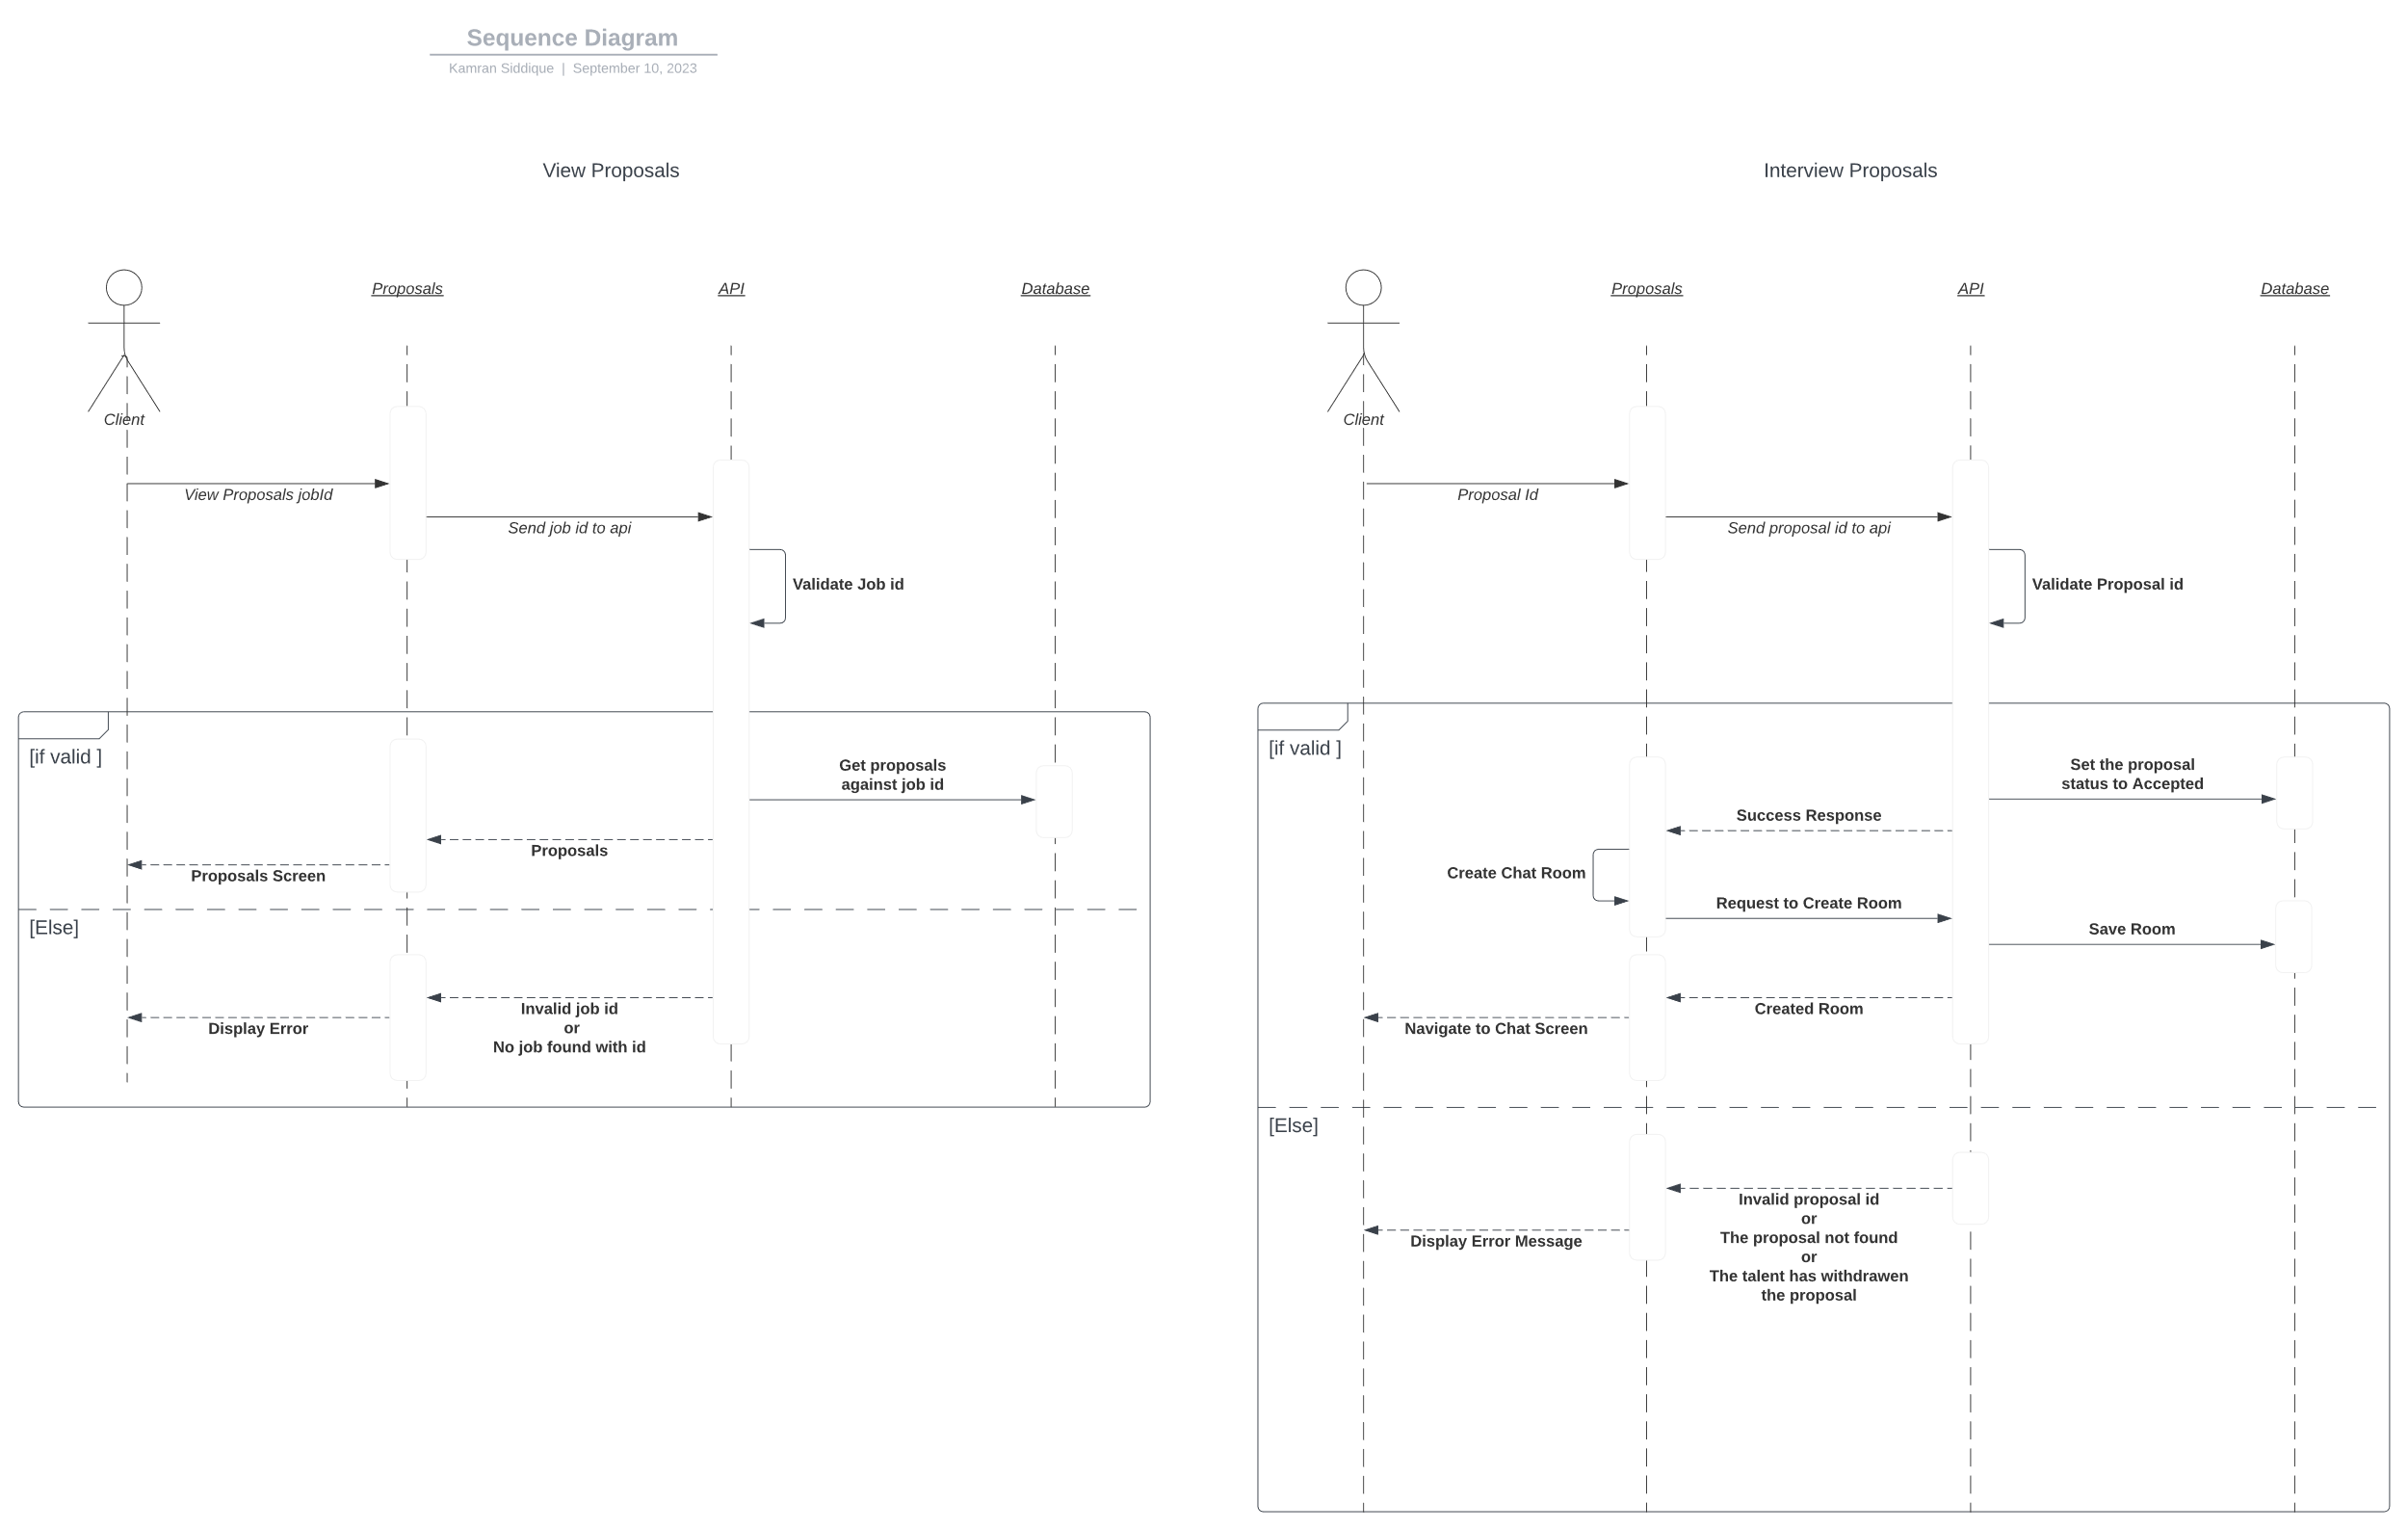 Sequence Diagram
Kamran Siddique | September 10, 2023
View Proposals
Client
Proposals
API
Database
View Proposals jobId
Send job id to api
Validate Job id
[if valid ]
Get proposals
against job id
Proposals
Proposals Screen
[Else]
Invalid job id
or
No job found with id
Display Error
Interview Proposals
Client
Proposals
API
Database
Proposal Id
Send proposal id to api
Validate Proposal id
[if valid ]
Set the proposal
status to Accepted
Success Response
Create Chat Room
Request to Create Room
Save Room
Created Room
Navigate to Chat Screen
[Else]
Invalid proposal id
or
The proposal not found
or
The talent has withdrawen
the proposal
Display Error Message